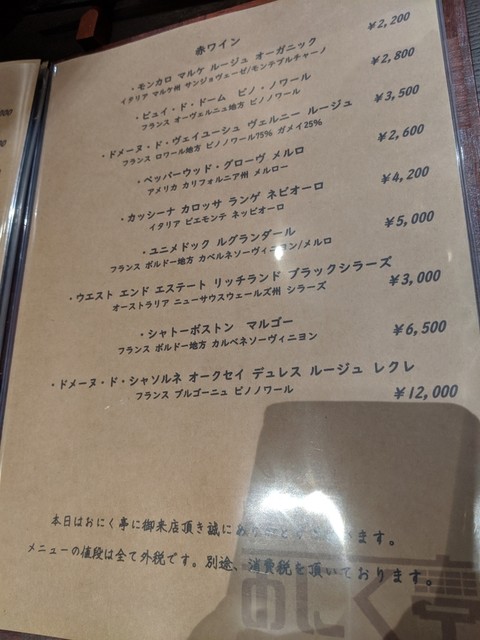 赤ワイン
・モンカロ マルケ ルージュ オーガニック ¥2,200
イタリア マルケ州 サンジョヴェーゼ/モンテプルチャーノ
・ピュイ・ド・ドーム ピノ・ノワール ¥2,800
フランス オーヴェルニュ地方 ピノノワール
・ドメーヌ・ド・ヴェイユーシュ ヴェルニー ルージュ ¥3,500
フランス ロワール地方 ピノノワール75% ガメイ25%
・ペッパーウッド・グローヴ メルロ ¥2,600
アメリカ カリフォルニア州 メルロー
・カッシーナ カロッサ ランゲ ネビオーロ ¥4,200
イタリア ピエモンテ ネッビオーロ
・ユニメドック ルグランダール ¥5,000
フランス ボルドー地方 カベルネソーヴィニヨン/メルロ
・ウエスト エンド エステート リッチランド ブラックシラーズ ¥3,000
オーストラリア ニューサウスウェールズ州 シラーズ
・シャトーボストン マルゴー ¥6,500
フランス ボルドー地方 カルベネソーヴィニヨン
・ドメーヌ・ド・シャソルネ オークセイ デュレス ルージュ レクレ ¥12,000
フランス ブルゴーニュ ピノノワール
本日はおにく亭に御来店頂き誠にありがとうございます。
メニューの値段は全て外税です。別途、消費税を頂いております。
おにく亭